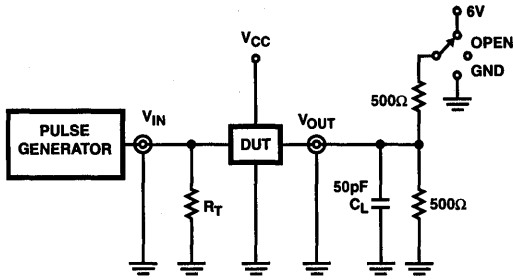 6V
OPEN
GND
VCC
500Ω
PULSE
GENERATOR
VIN
DUT
VOUT
RT
50pF
CL
500Ω